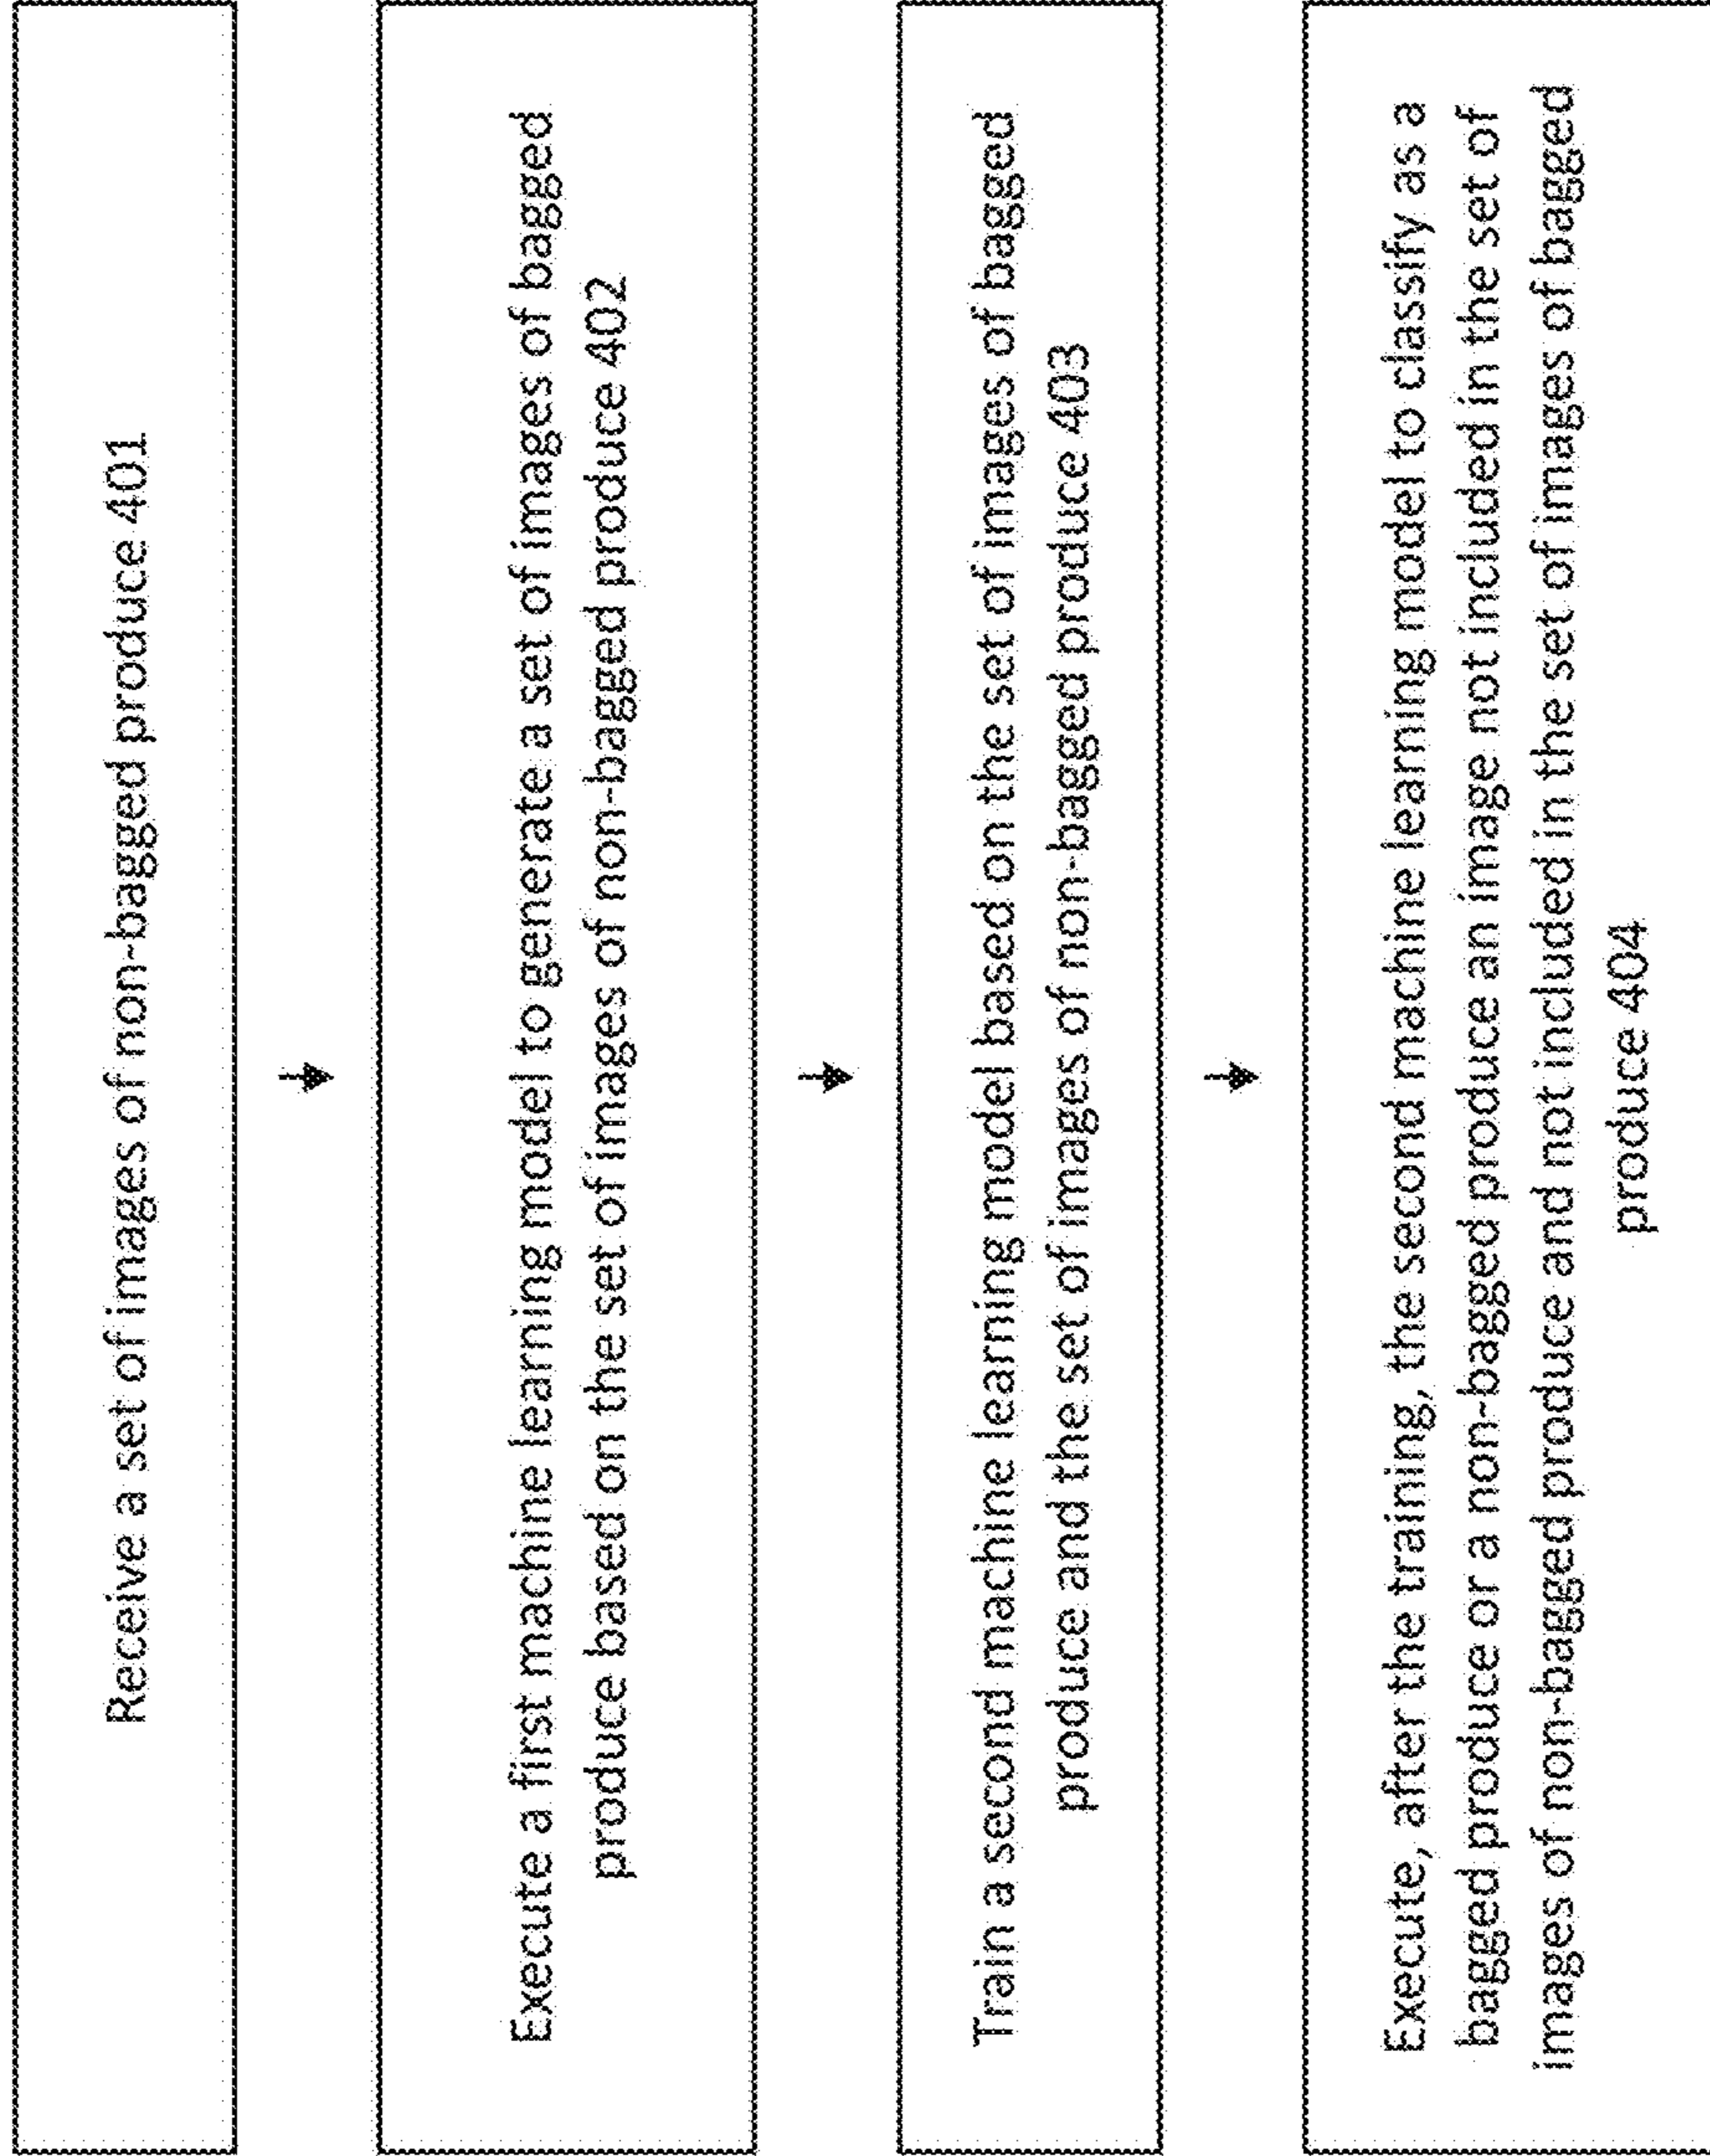 Receive a set of images of non-bagged produce 401
Execute a first machine learning model to generate a set of images of bagged
produce based on the set of images of non-bagged produce 402
Train a second machine learning model based on the set of images of bagged
produce and the set of images of non-bagged produce 403
Execute, after the training, the second machine learning model to classify as a
bagged produce or a non-bagged produce an image not included in the set of
images of non-bagged produce and not included in the set of images of bagged
produce 404